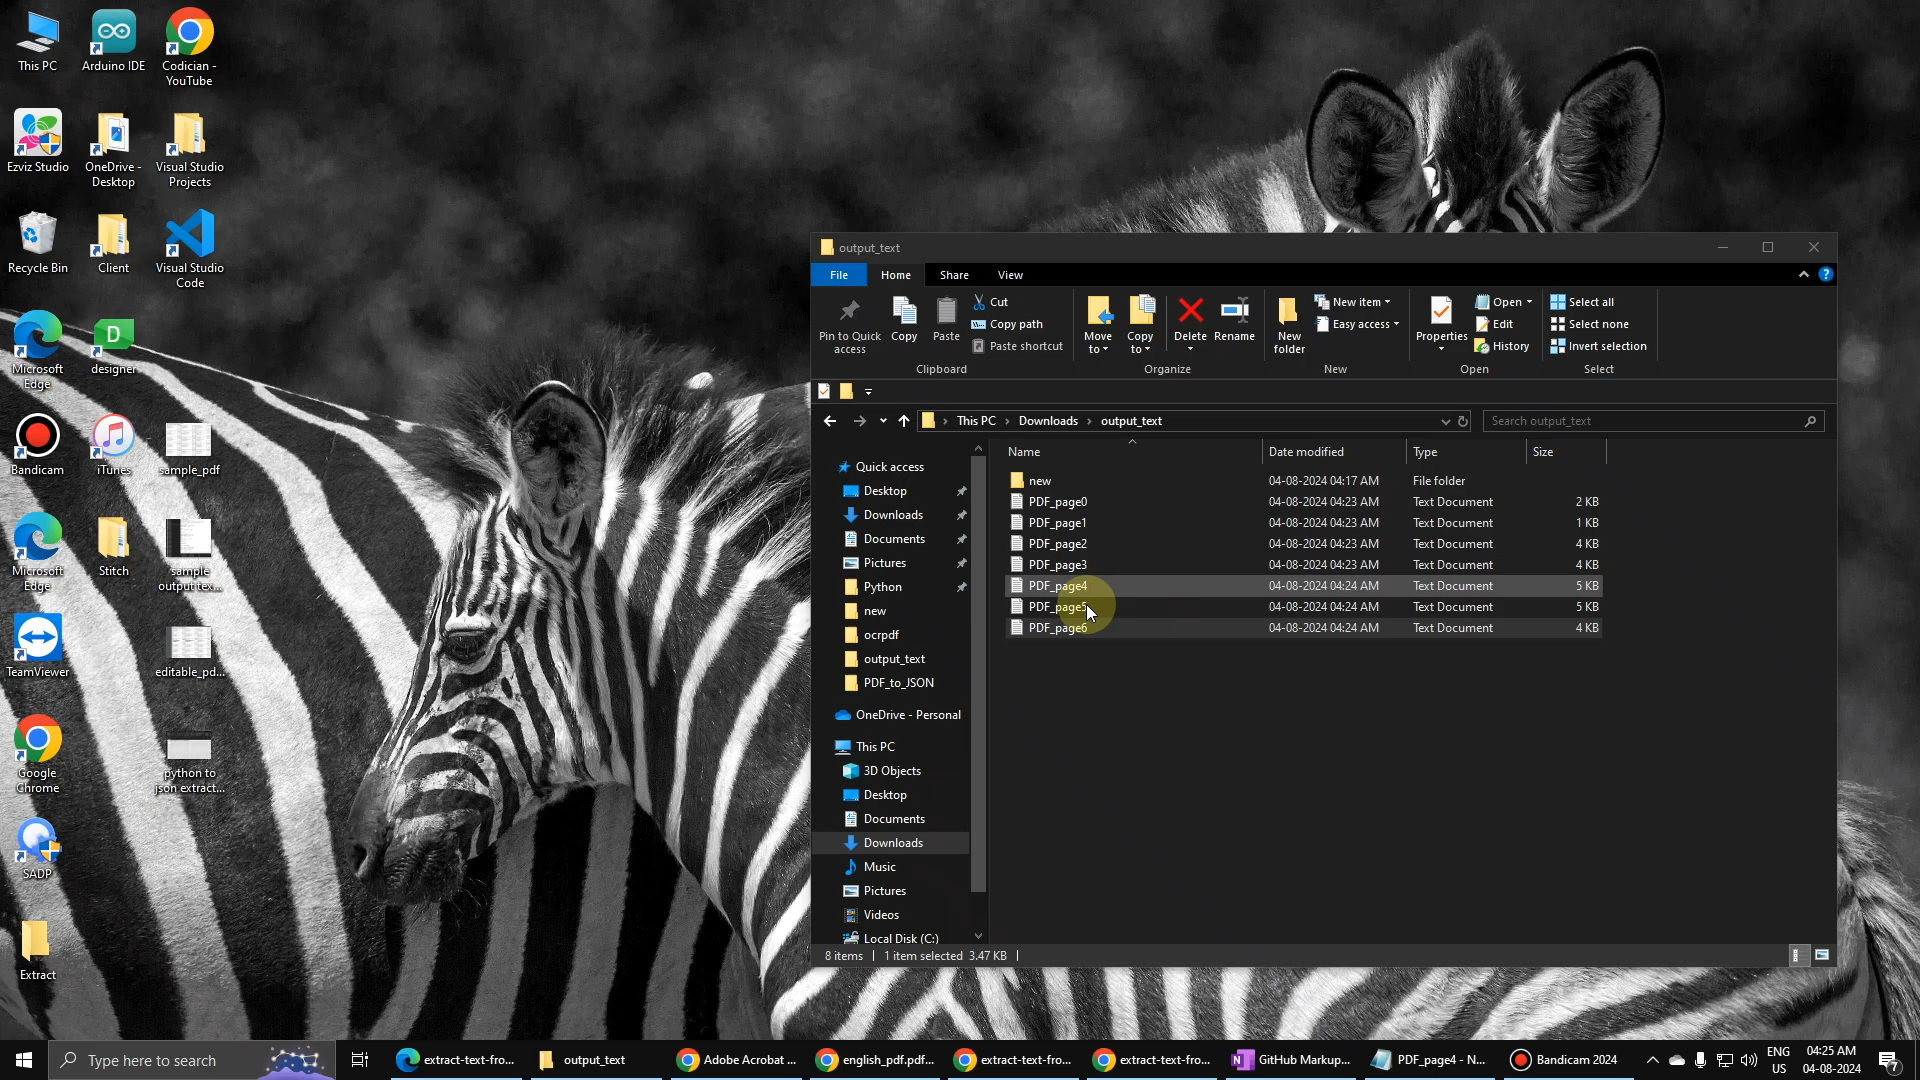 This PC
Arduino IDE
Codician -
YouTube
Ezviz Studio
OneDrive -
Desktop
Visual Studio
Projects
Recycle Bin
Client
Visual Studio
Code
Microsoft
Edge
designer
Bandicam
iTunes
sample_pdf
Microsoft
Edge
Stitch
sample
output tex...
TeamViewer
editable_pd...
Google
Chrome
python to
json extract...
SADP
Extract
output_text
File
Home
Share
View
Pin to Quick
access
Copy
Paste
Cut
Copy path
Paste shortcut
Clipboard
Move
to
Copy
to
Delete
Rename
Organize
New
folder
New item
Easy access
New
Properties
Open
Edit
History
Open
Select all
Select none
Invert selection
Select
This PC
Downloads
output_text
Search output_text
Name
Date modified
Type
Size
new 04-08-2024 04:17 AM File folder
PDF_page0 04-08-2024 04:23 AM Text Document 2 KB
PDF_page1 04-08-2024 04:23 AM Text Document 1 KB
PDF_page2 04-08-2024 04:23 AM Text Document 4 KB
PDF_page3 04-08-2024 04:23 AM Text Document 4 KB
PDF_page4 04-08-2024 04:24 AM Text Document 5 KB
PDF_page5 04-08-2024 04:24 AM Text Document 5 KB
PDF_page6 04-08-2024 04:24 AM Text Document 4 KB
Quick access
Desktop
Downloads
Documents
Pictures
Python
new
ocrpdf
output_text
PDF_to_JSON
OneDrive - Personal
This PC
3D Objects
Desktop
Documents
Downloads
Music
Pictures
Videos
Local Disk (C:)
8 items
1 item selected 3.47 KB
Type here to search
extract-text-fro...
output_text
Adobe Acrobat ...
english_pdf.pdf...
extract-text-fro...
extract-text-fro...
GitHub Markup...
PDF_page4 - N...
Bandicam 2024
ENG
US
04:25 AM
04-08-2024
7